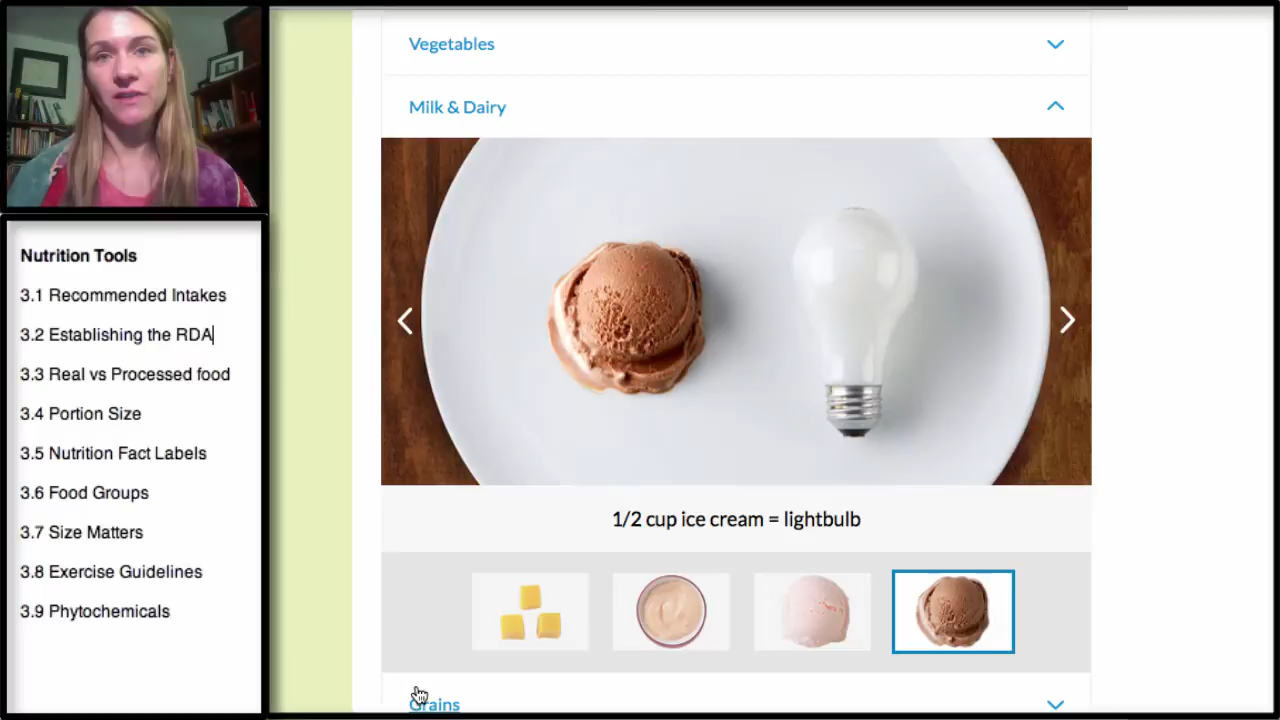 Nutrition Tools
3.1 Recommended Intakes
3.2 Establishing the RDA
3.3 Real vs Processed food
3.4 Portion Size
3.5 Nutrition Fact Labels
3.6 Food Groups
3.7 Size Matters
3.8 Exercise Guidelines
3.9 Phytochemicals
Vegetables
Milk & Dairy
1/2 cup ice cream = lightbulb
Grains